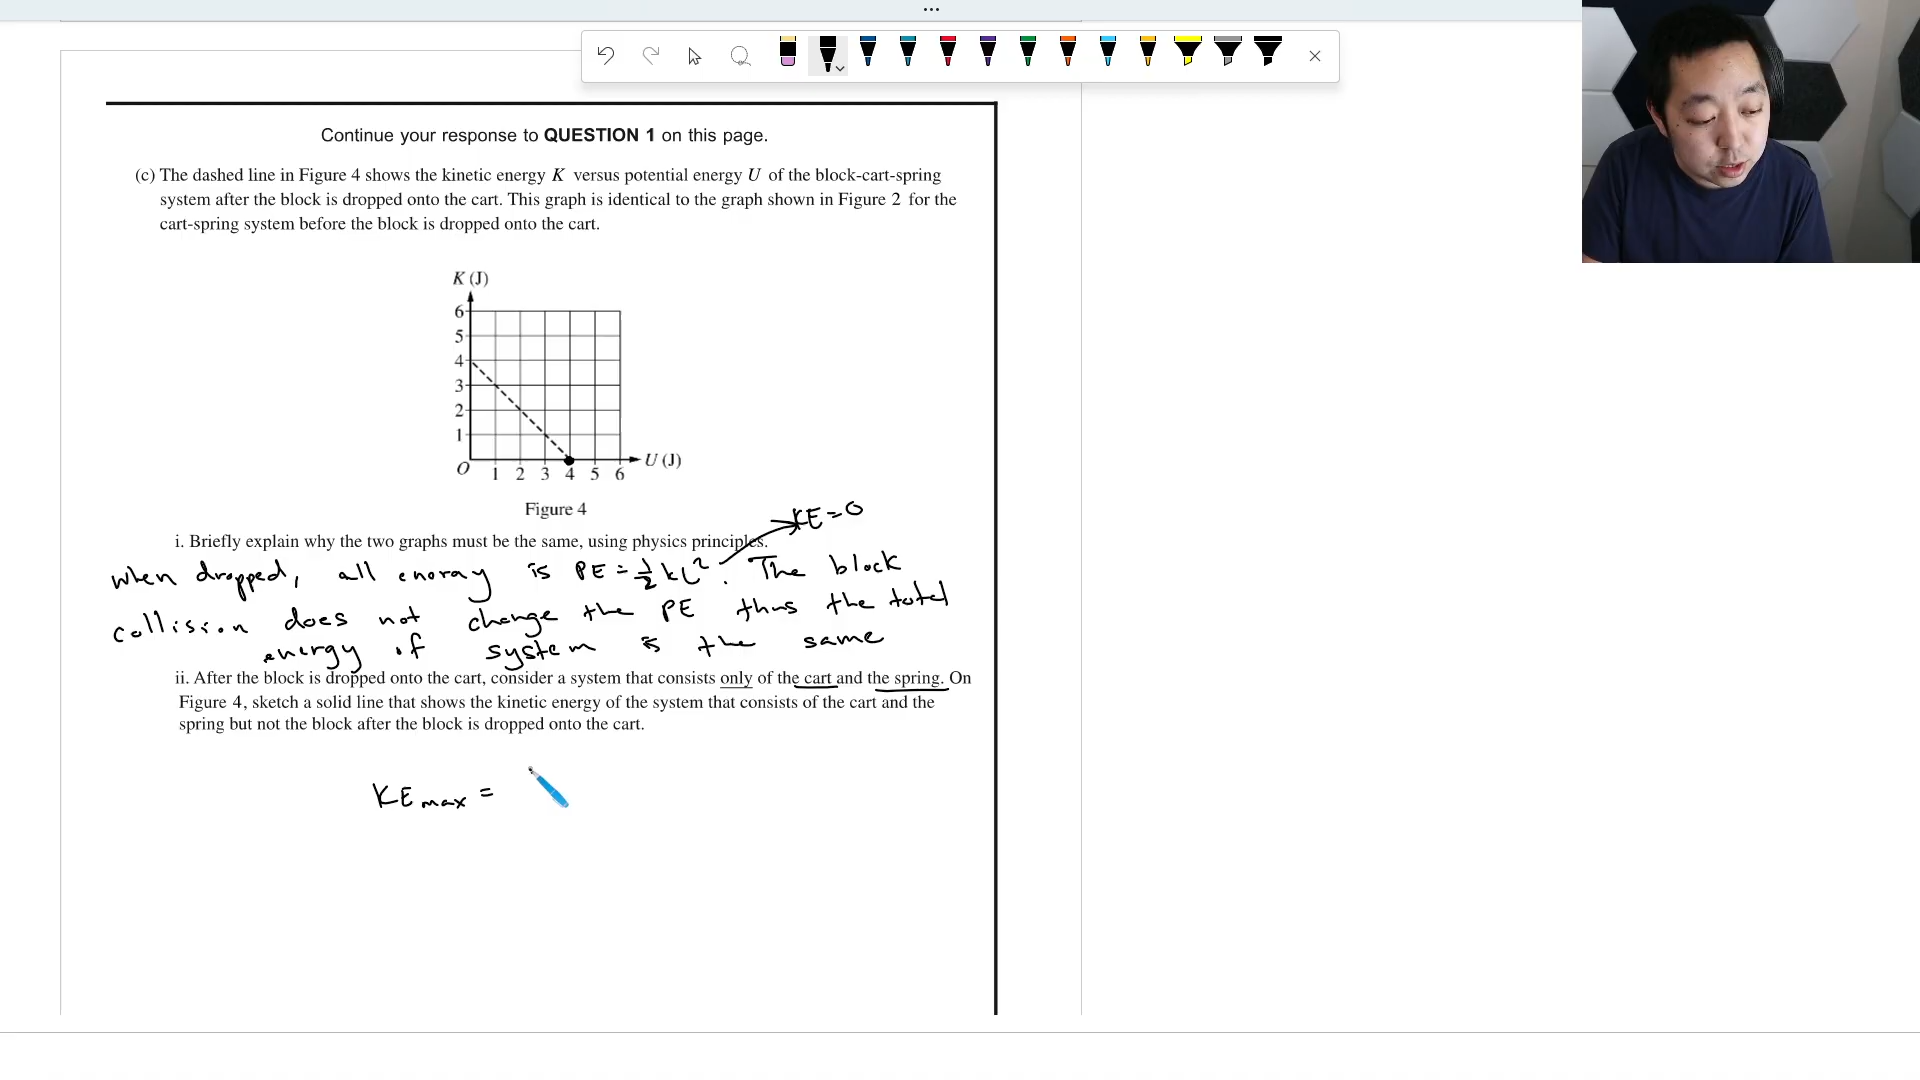 Continue your response to QUESTION 1 on this page.
(c) The dashed line in Figure 4 shows the kinetic energy K versus potential energy U of the block-cart-spring
system after the block is dropped onto the cart. This graph is identical to the graph shown in Figure 2 for the
cart-spring system before the block is dropped onto the cart.
K (J)
6
5
4
3
2
1
O 1 2 3 4 5 6 U (J)
Figure 4
KE=0
i. Briefly explain why the two graphs must be the same, using physics principles.
when dropped, all enoray is PE = 1/2 kL². The block
collision does not change the PE thus the total
energy of system is the same
ii. After the block is dropped onto the cart, consider a system that consists only of the cart and the spring. On
Figure 4, sketch a solid line that shows the kinetic energy of the system that consists of the cart and the
spring but not the block after the block is dropped onto the cart.
KE max =